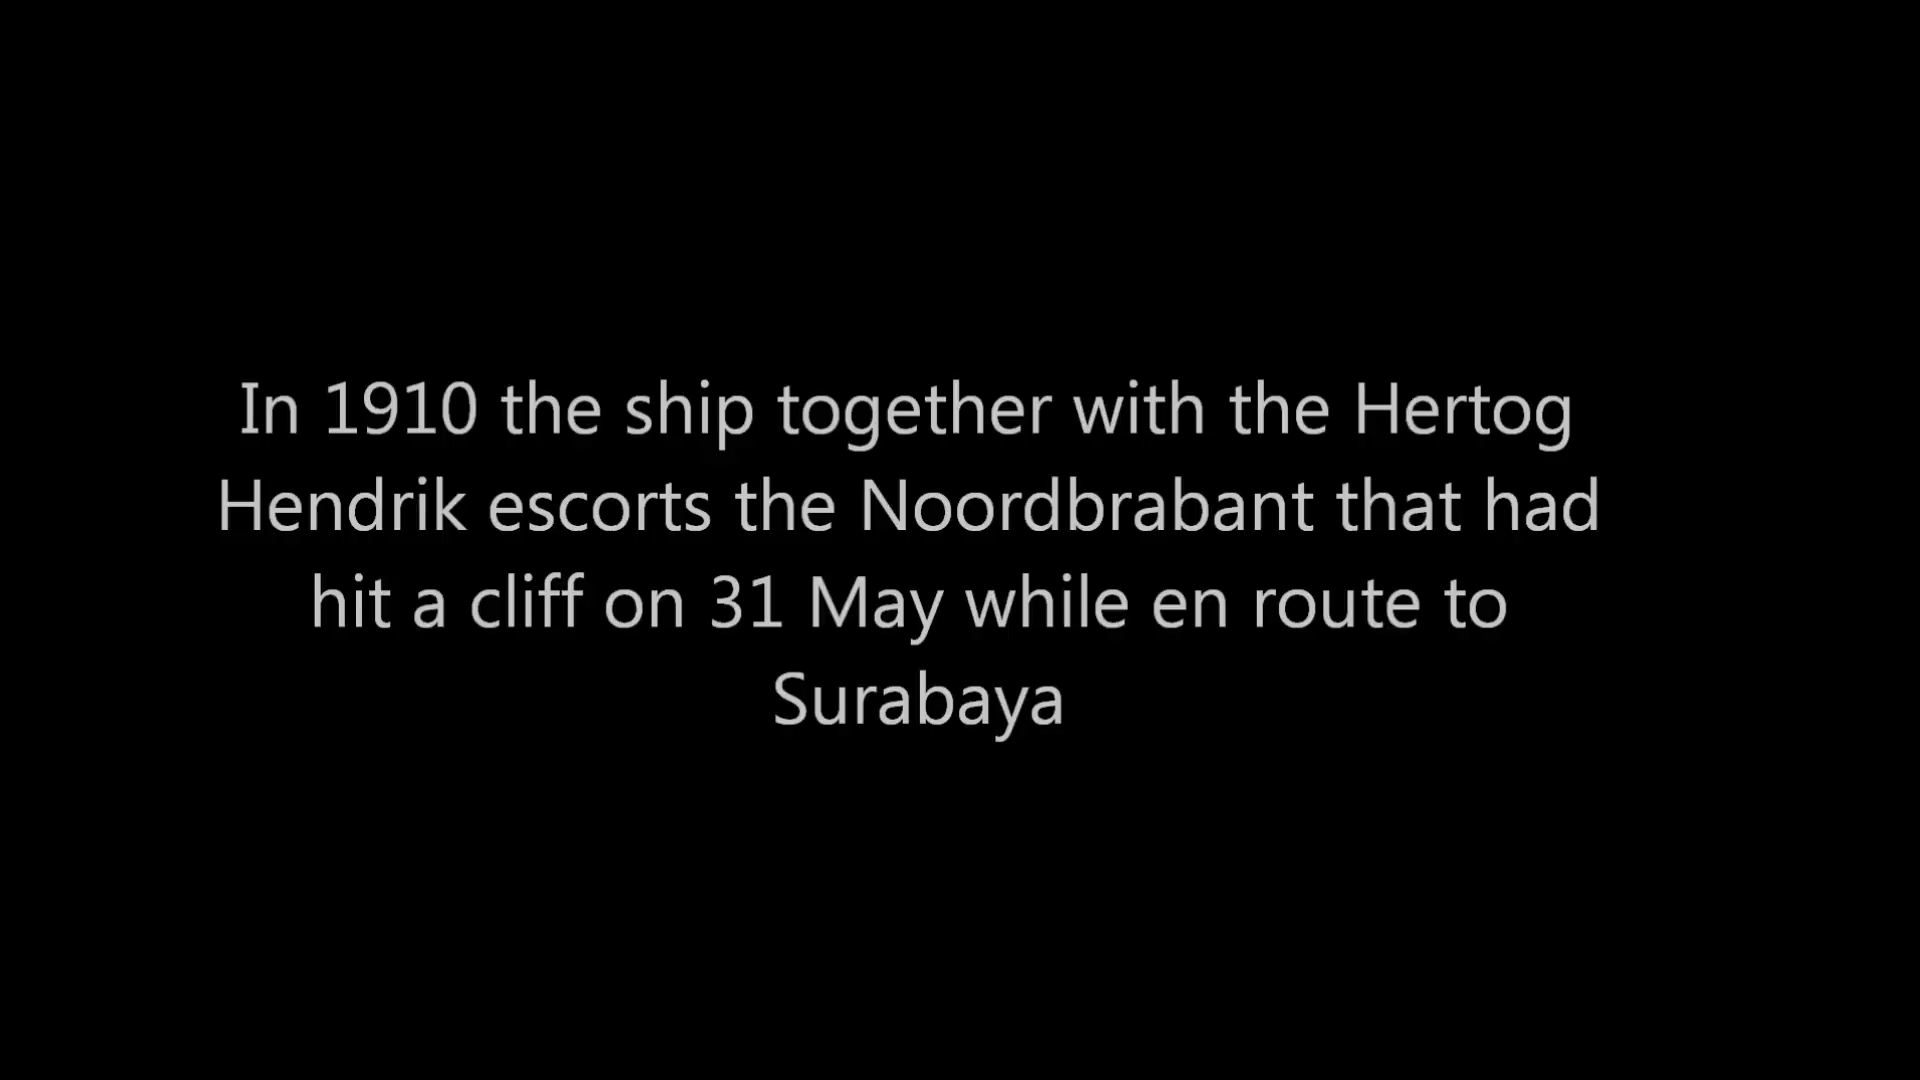 In 1910 the ship together with the Hertog
Hendrik escorts the Noordbrabant that had
hit a cliff on 31 May while en route to
Surabaya